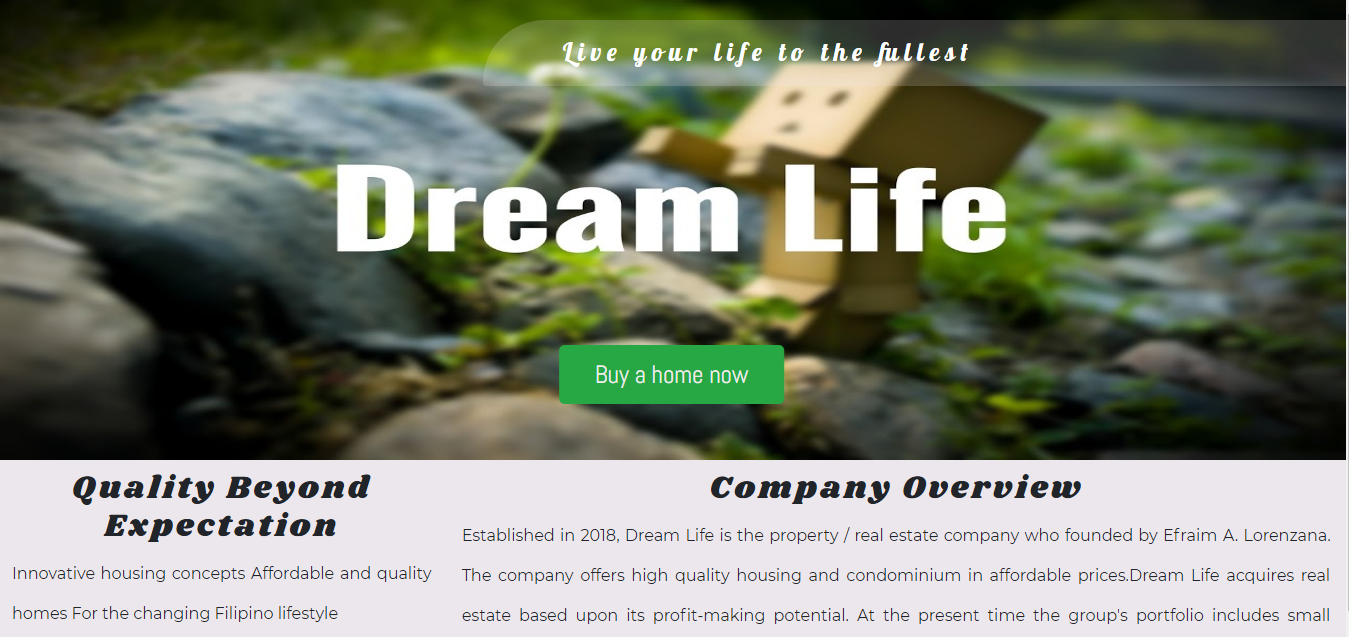 Live your life to the fullest
Dream Life
Buy a home now
Quality Beyond
Expectation
Innovative housing concepts Affordable and quality
homes For the changing Filipino lifestyle
Company Overview
Established in 2018, Dream Life is the property / real estate company who founded by Efraim A. Lorenzana.
The company offers high quality housing and condominium in affordable prices.Dream Life acquires real
estate based upon its profit-making potential. At the present time the group's portfolio includes small